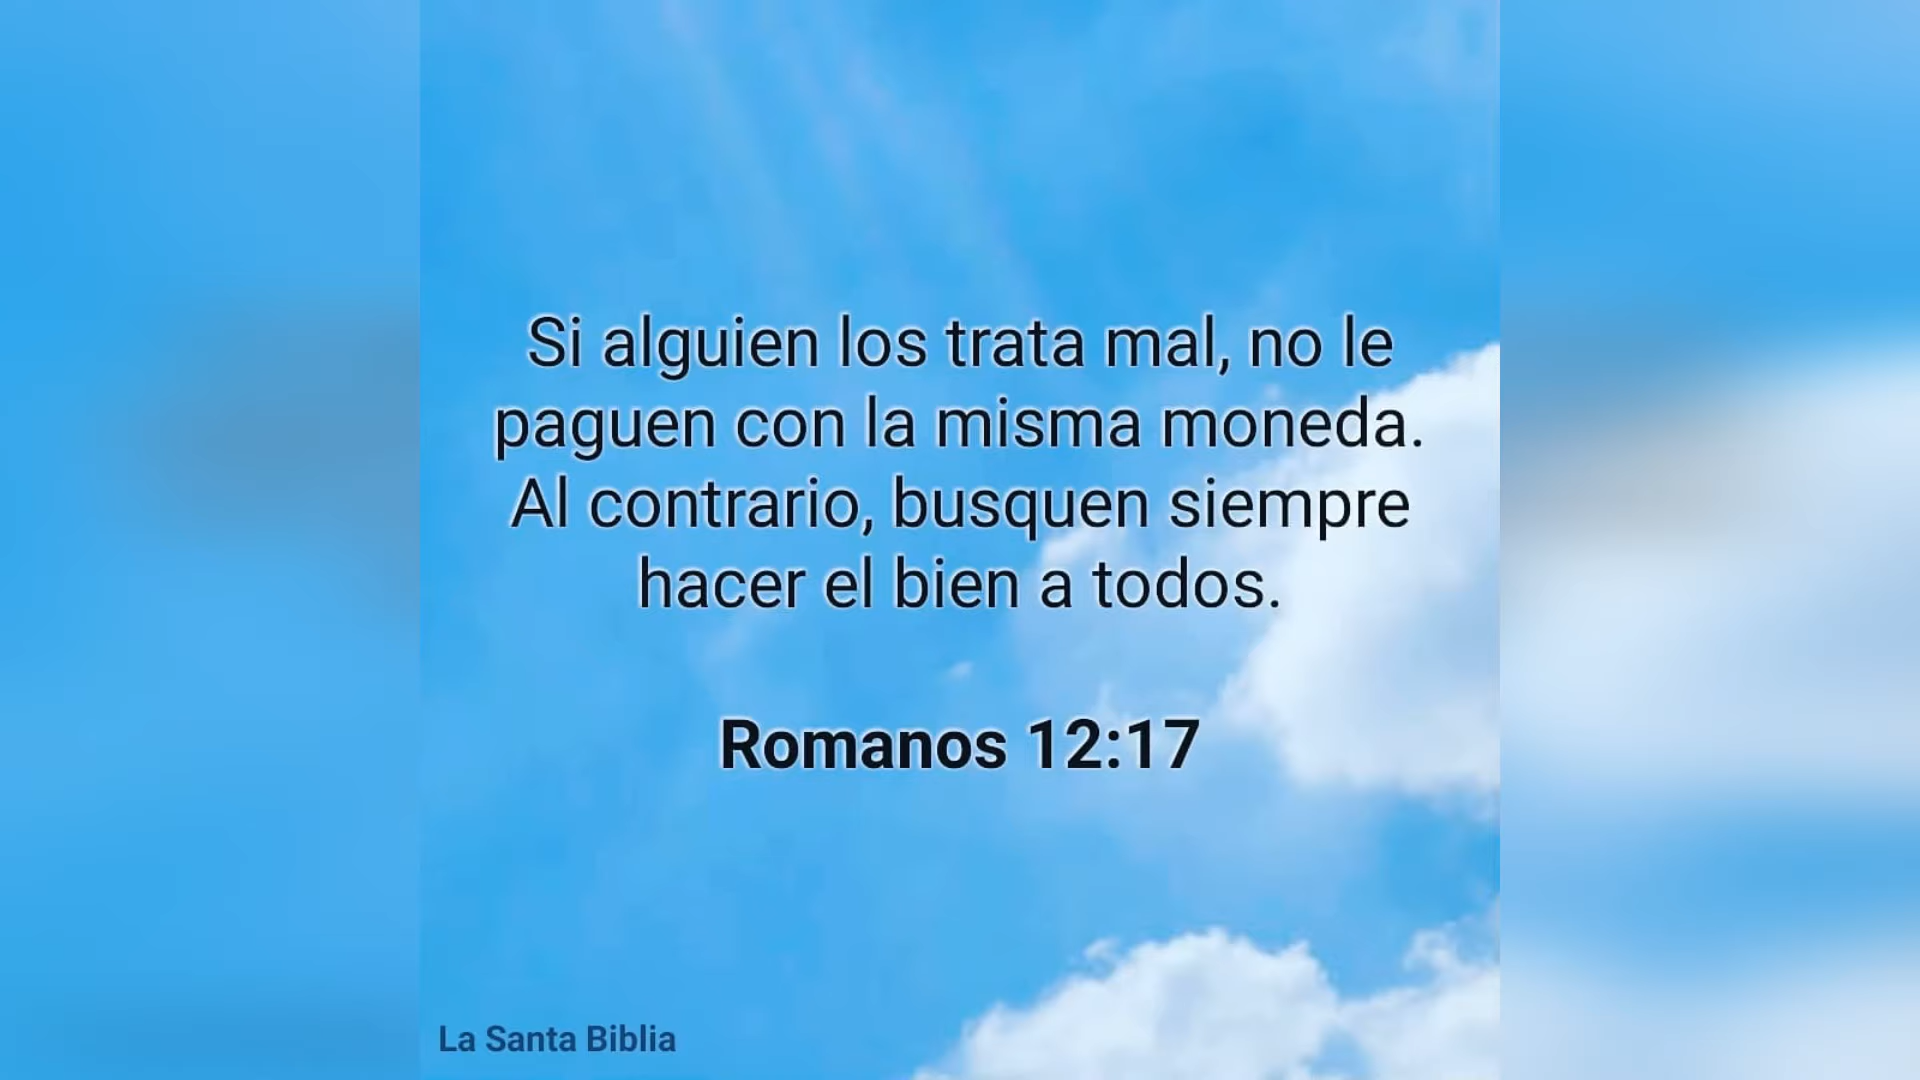 Si alguien los trata mal, no le
paguen con la misma moneda.
Al contrario, busquen siempre
hacer el bien a todos.
Romanos 12:17
La Santa Biblia